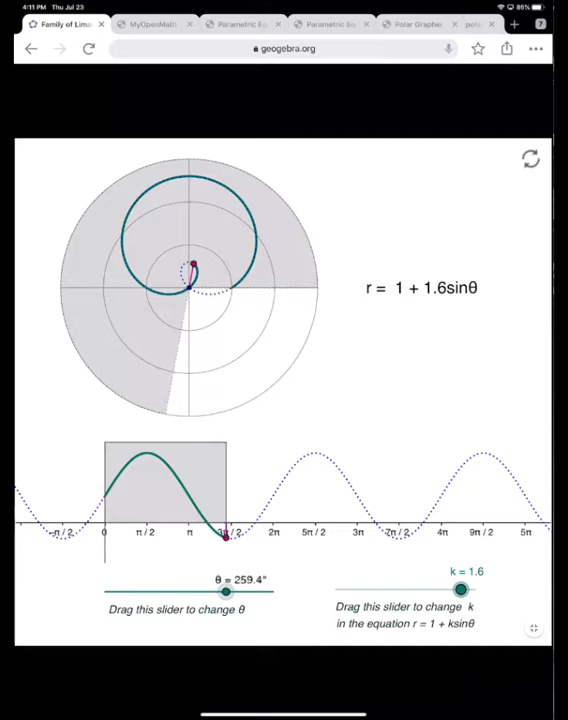 4:11 PM Thu Jul 23
86%
Family of Lima
MyOpenMath
Parametric Eq
Parametric Eq
Polar Grapher
pola
7
geogebra.org
r = 1 + 1.6sinθ
-π / 2 0 π / 2 π 3π / 2 2π 5π / 2 3π 7π / 2 4π 9π / 2 5π
θ = 259.4°
Drag this slider to change θ
k = 1.6
Drag this slider to change k
in the equation r = 1 + ksinθ